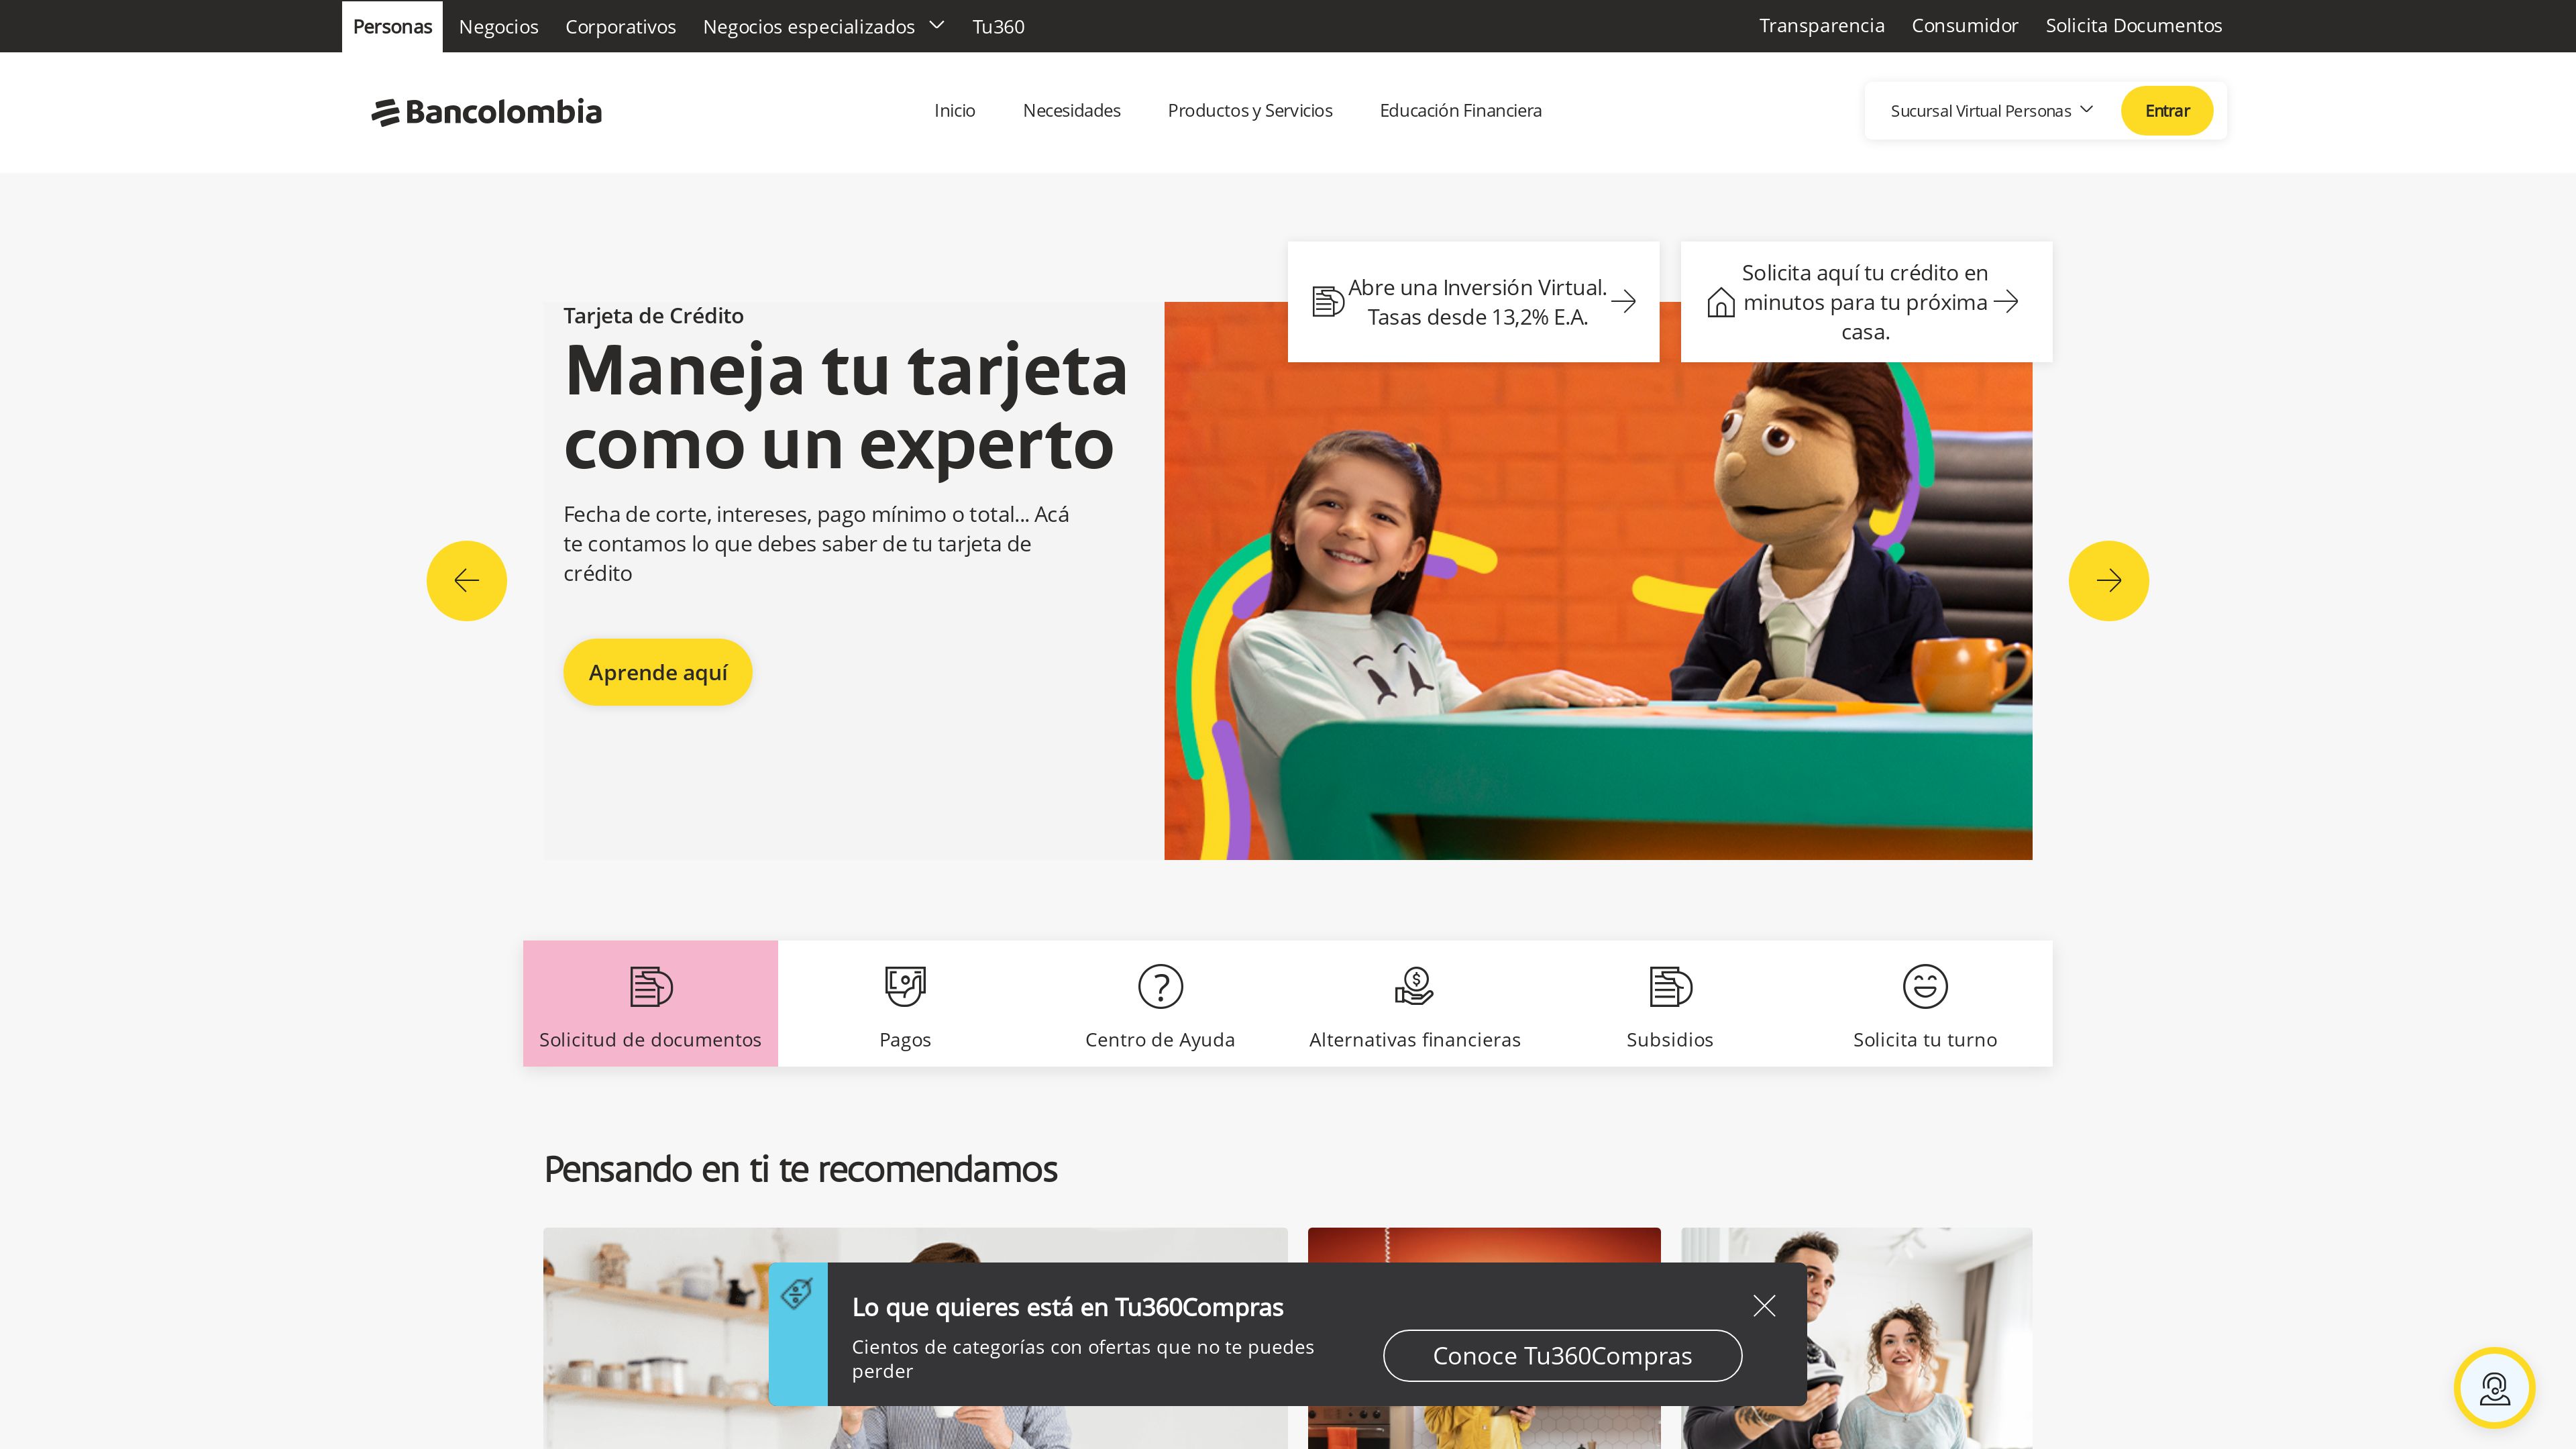 Personas
Negocios
Corporativos
Negocios especializados
Tu360
Transparencia
Consumidor
Solicita Documentos
Bancolombia
Inicio
Necesidades
Productos y Servicios
Educación Financiera
Sucursal Virtual Personas
Entrar
Abre una Inversión Virtual.
Tasas desde 13,2% E.A.
Solicita aquí tu crédito en
minutos para tu próxima
casa.
Tarjeta de Crédito
Maneja tu tarjeta
como un experto
Fecha de corte, intereses, pago mínimo o total... Acá
te contamos lo que debes saber de tu tarjeta de
crédito
Aprende aquí
Solicitud de documentos
Pagos
Centro de Ayuda
Alternativas financieras
Subsidios
Solicita tu turno
Pensando en ti te recomendamos
Lo que quieres está en Tu360Compras
Cientos de categorías con ofertas que no te puedes
perder
Conoce Tu360Compras